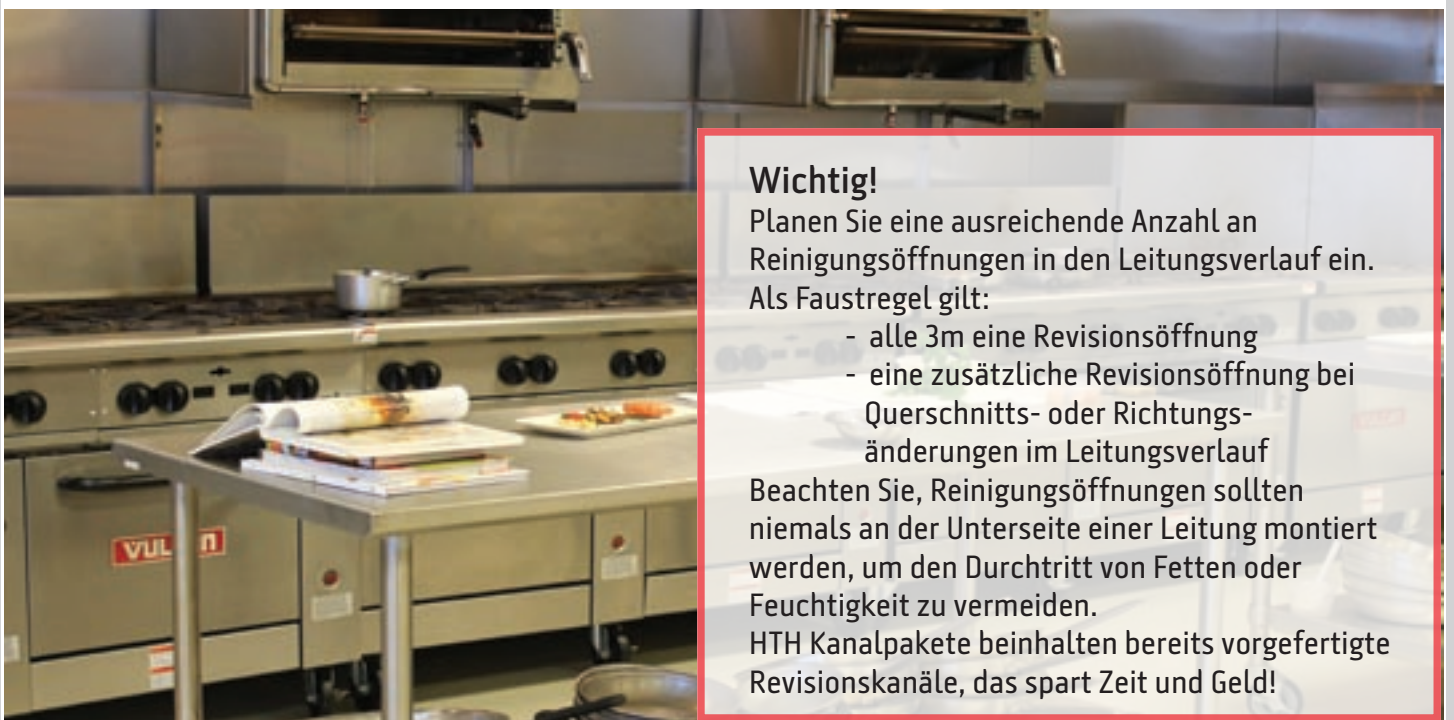 Wichtig!
Planen Sie eine ausreichende Anzahl an
Reinigungsöffnungen in den Leitungsverlauf ein.
Als Faustregel gilt:
- alle 3m eine Revisionsöffnung
- eine zusätzliche Revisionsöffnung bei
Querschnitts- oder Richtungs-
änderungen im Leitungsverlauf
Beachten Sie, Reinigungsöffnungen sollten
niemals an der Unterseite einer Leitung montiert
werden, um den Durchtritt von Fetten oder
Feuchtigkeit zu vermeiden.
HTH Kanalpakete beinhalten bereits vorgefertigte
Revisionskanäle, das spart Zeit und Geld!